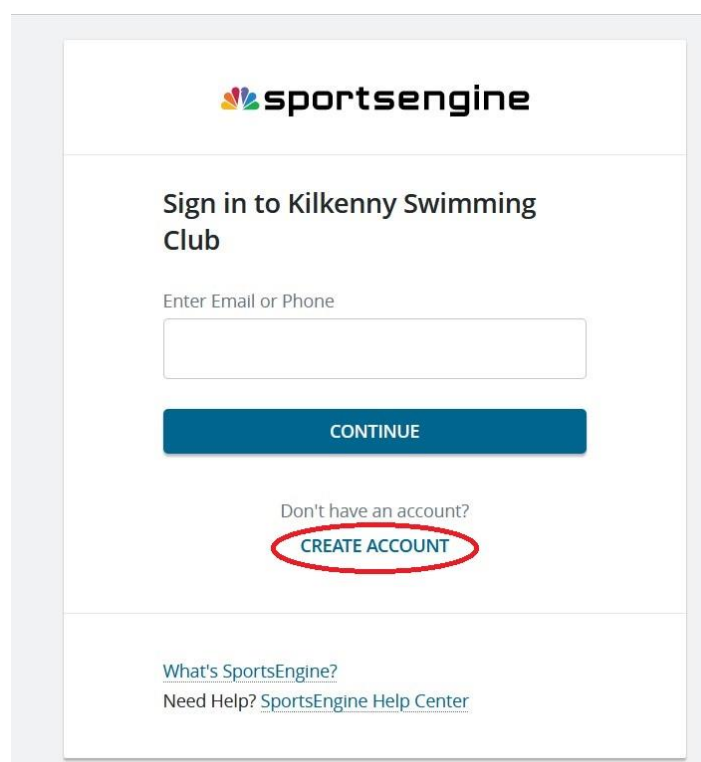 sportsengine
Sign in to Kilkenny Swimming
Club
Enter Email or Phone
CONTINUE
Don't have an account?
CREATE ACCOUNT
What's SportsEngine?
Need Help? SportsEngine Help Center